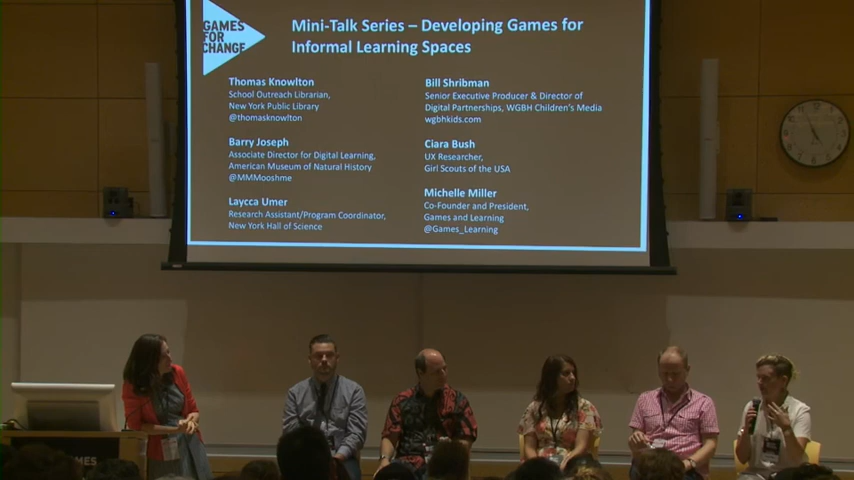 GAMES
FOR
CHANGE
Mini-Talk Series – Developing Games for
Informal Learning Spaces
Thomas Knowlton
School Outreach Librarian,
New York Public Library
@thomasknowlton
Barry Joseph
Associate Director for Digital Learning,
American Museum of Natural History
@MMMooshme
Laycca Umer
Research Assistant/Program Coordinator,
New York Hall of Science
Bill Shribman
Senior Executive Producer & Director of
Digital Partnerships, WGBH Children's Media
wgbhkids.com
Ciara Bush
UX Researcher,
Girl Scouts of the USA
Michelle Miller
Co-Founder and President,
Games and Learning
@Games_Learning